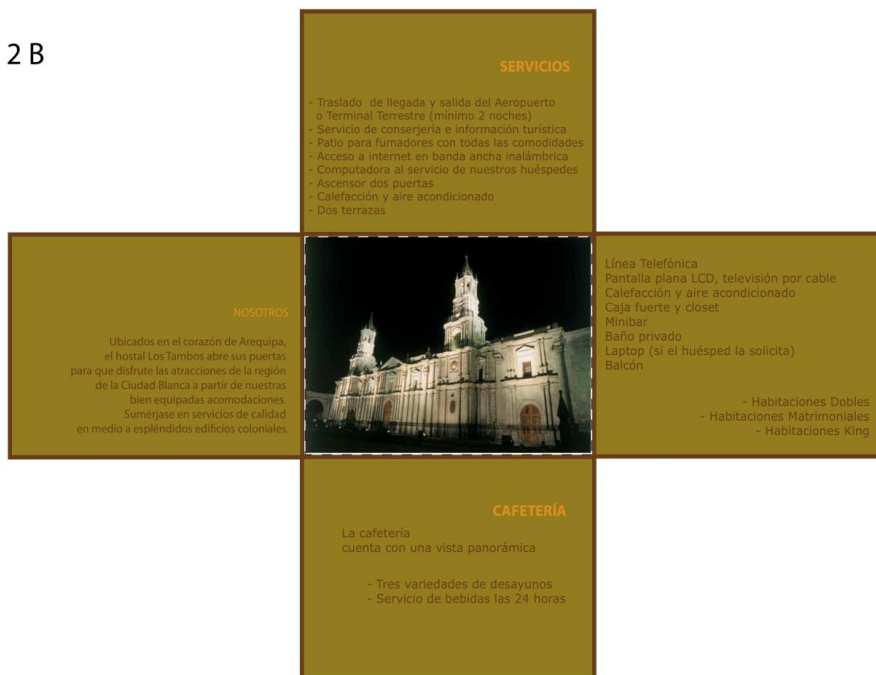 2 B
SERVICIOS
- Traslado de llegada y salida del Aeropuerto
o Terminal Terrestre (mínimo 2 noches)
- Servicio de conserjería e información turística
- Patio para fumadores con todas las comodidades
- Acceso a internet en banda ancha inalámbrica
- Computadora al servicio de nuestros huéspedes
- Ascensor dos puertas
- Calefacción y aire acondicionado
- Dos terrazas
NOSOTROS
Ubicados en el corazón de Arequipa,
el hostal Los Tambos abre sus puertas
para que disfrute las atracciones de la región
de la Ciudad Blanca a partir de nuestras
bien equipadas acomodaciones.
Sumérjase en servicios de calidad
en medio a espléndidos edificios coloniales.
Línea Telefónica
Pantalla plana LCD, televisión por cable
Calefacción y aire acondicionado
Caja fuerte y closet
Minibar
Baño privado
Laptop (si el huésped la solicita)
Balcón
- Habitaciones Dobles
- Habitaciones Matrimoniales
- Habitaciones King
CAFETERÍA
La cafetería
cuenta con una vista panorámica
- Tres variedades de desayunos
- Servicio de bebidas las 24 horas